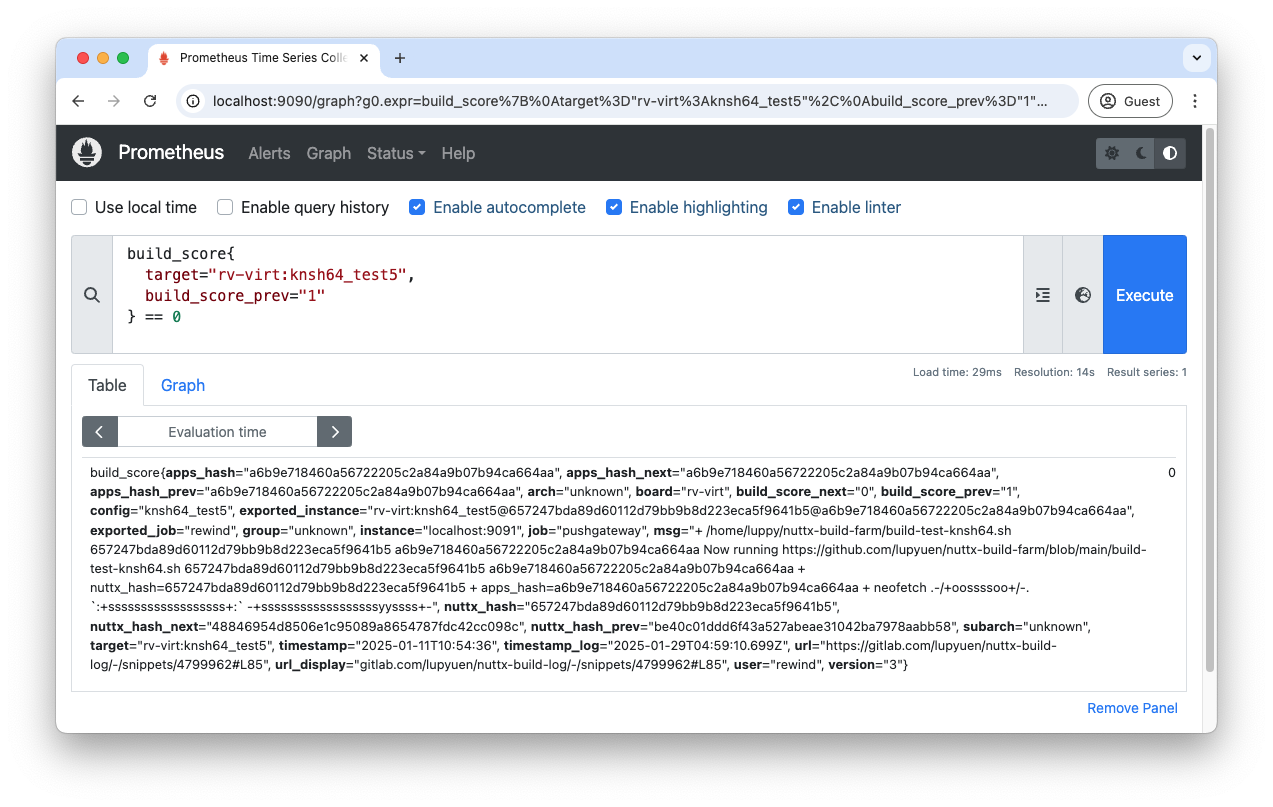 Prometheus Time Series Colle
localhost:9090/graph?g0.expr=build_score%7B%0Atarget%3D"rv-virt%3Aknsh64_test5"%2C%0Abuild_score_prev%3D"1"...
Guest
Prometheus Alerts Graph Status Help
Use local time Enable query history Enable autocomplete Enable highlighting Enable linter
build_score{
target="rv-virt:knsh64_test5",
build_score_prev="1"
} == 0
Execute
Load time: 29ms Resolution: 14s Result series: 1
Table Graph
Evaluation time
build_score{apps_hash="a6b9e718460a56722205c2a84a9b07b94ca664aa", apps_hash_next="a6b9e718460a56722205c2a84a9b07b94ca664aa", 0
apps_hash_prev="a6b9e718460a56722205c2a84a9b07b94ca664aa", arch="unknown", board="rv-virt", build_score_next="0", build_score_prev="1",
config="knsh64_test5", exported_instance="rv-virt:knsh64_test5@657247bda89d60112d79bb9b8d223eca5f9641b5@a6b9e718460a56722205c2a84a9b07b94ca664aa",
exported_job="rewind", group="unknown", instance="localhost:9091", job="pushgateway", msg="+ /home/luppy/nuttx-build-farm/build-test-knsh64.sh
657247bda89d60112d79bb9b8d223eca5f9641b5 a6b9e718460a56722205c2a84a9b07b94ca664aa Now running https://github.com/lupyuen/nuttx-build-farm/blob/main/build-
test-knsh64.sh 657247bda89d60112d79bb9b8d223eca5f9641b5 a6b9e718460a56722205c2a84a9b07b94ca664aa +
nuttx_hash=657247bda89d60112d79bb9b8d223eca5f9641b5 + apps_hash=a6b9e718460a56722205c2a84a9b07b94ca664aa + neofetch .-/+oossssoo+/-.
`:+ssssssssssssssssss+:` -+ssssssssssssssssssyyssss+-", nuttx_hash="657247bda89d60112d79bb9b8d223eca5f9641b5",
nuttx_hash_next="48846954d8506e1c95089a8654787fdc42cc098c", nuttx_hash_prev="be40c01ddd6f43a527abeae31042ba7978aabb58", subarch="unknown",
target="rv-virt:knsh64_test5", timestamp="2025-01-11T10:54:36", timestamp_log="2025-01-29T04:59:10.699Z", url="https://gitlab.com/lupyuen/nuttx-build-
log/-/snippets/4799962#L85", url_display="gitlab.com/lupyuen/nuttx-build-log/-/snippets/4799962#L85", user="rewind", version="3"}
Remove Panel